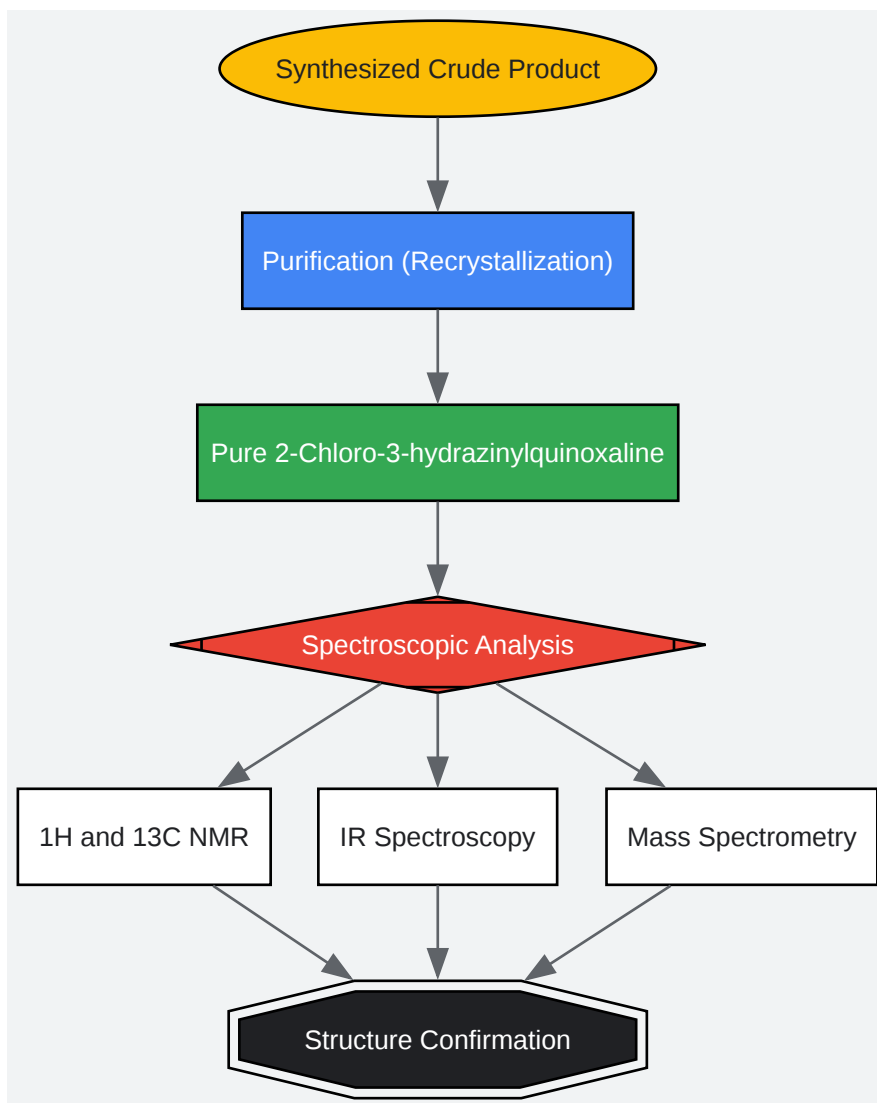 Synthesized Crude Product
Purification (Recrystallization)
Pure 2-Chloro-3-hydrazinylquinoxaline
Spectroscopic Analysis
1H and 13C NMR
IR Spectroscopy
Mass Spectrometry
Structure Confirmation